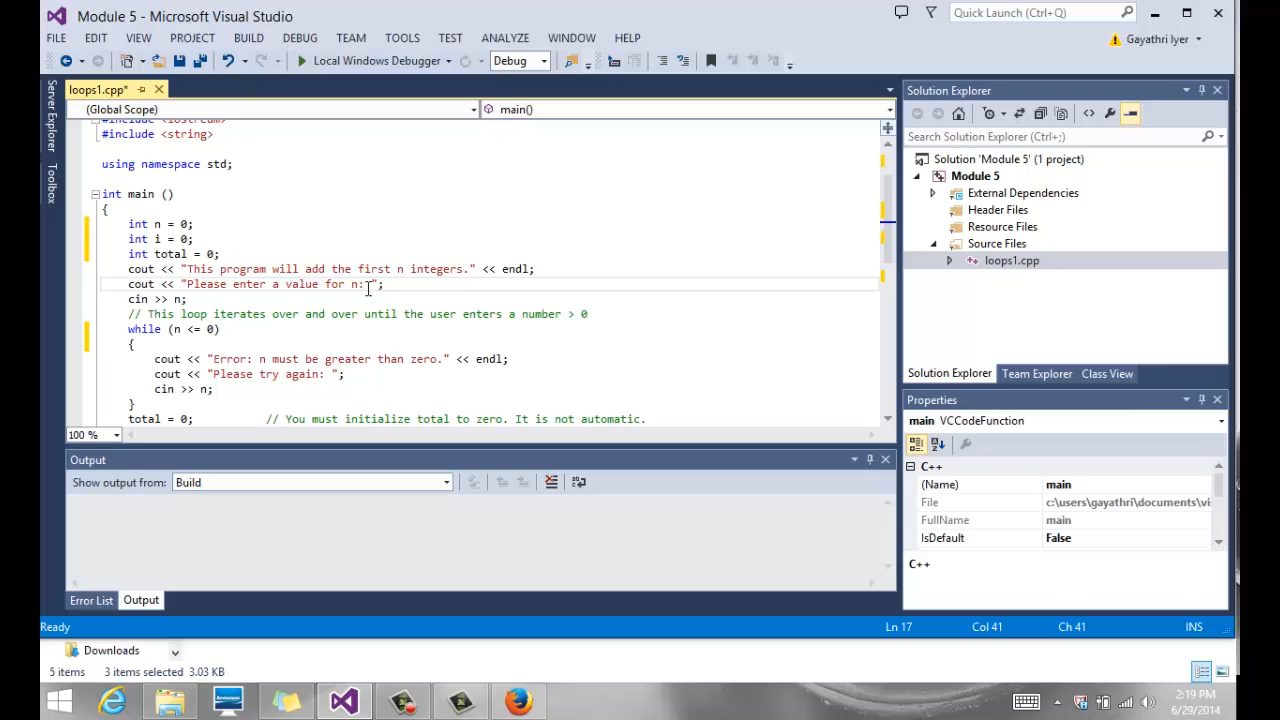 Module 5 - Microsoft Visual Studio
Quick Launch (Ctrl+Q)
FILE EDIT VIEW PROJECT BUILD DEBUG TEAM TOOLS TEST ANALYZE WINDOW HELP
Gayathri Iyer
Local Windows Debugger
Debug
Server Explorer
Toolbox
loops1.cpp*
(Global Scope)
main()
#include <iostream>
#include <string>
using namespace std;
int main ()
{
int n = 0;
int i = 0;
int total = 0;
cout << "This program will add the first n integers." << endl;
cout << "Please enter a value for n: ";
cin >> n;
// This loop iterates over and over until the user enters a number > 0
while (n <= 0)
{
cout << "Error: n must be greater than zero." << endl;
cout << "Please try again: ";
cin >> n;
}
total = 0; // You must initialize total to zero. It is not automatic.
100 %
Output
Show output from: Build
Error List Output
Solution Explorer
Search Solution Explorer (Ctrl+;)
Solution 'Module 5' (1 project)
Module 5
External Dependencies
Header Files
Resource Files
Source Files
loops1.cpp
Solution Explorer Team Explorer Class View
Properties
main VCCodeFunction
C++
(Name) main
File c:\users\gayathri\documents\vi
FullName main
IsDefault False
C++
Ready
Ln 17 Col 41 Ch 41 INS
Downloads
5 items 3 items selected 3.03 KB
2:19 PM
6/29/2014